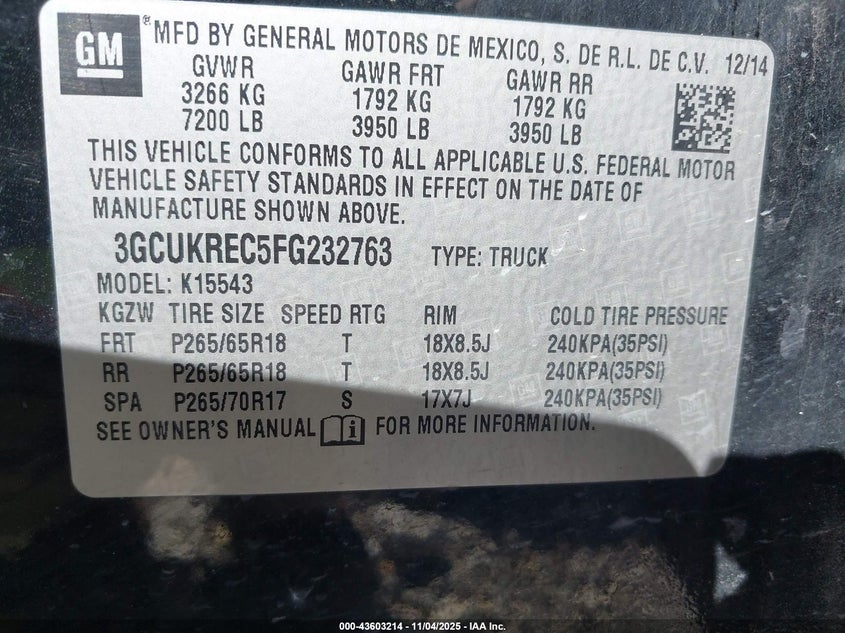 GM
® MFD BY GENERAL MOTORS DE MEXICO, S. DE R.L. DE C.V. 12/14
GVWR GAWR FRT GAWR RR
3266 KG 1792 KG 1792 KG
7200 LB 3950 LB 3950 LB
THIS VEHICLE CONFORMS TO ALL APPLICABLE U.S. FEDERAL MOTOR
VEHICLE SAFETY STANDARDS IN EFFECT ON THE DATE OF
MANUFACTURE SHOWN ABOVE.
3GCUKREC5FG232763 TYPE: TRUCK
MODEL: K15543
KGZW TIRE SIZE SPEED RTG RIM COLD TIRE PRESSURE
FRT P265/65R18 T 18X8.5J 240KPA(35PSI)
RR P265/65R18 T 18X8.5J 240KPA(35PSI)
SPA P265/70R17 S 17X7J 240KPA(35PSI)
SEE OWNER'S MANUAL i FOR MORE INFORMATION.
000-43603214 - 11/04/2025 - IAA Inc.